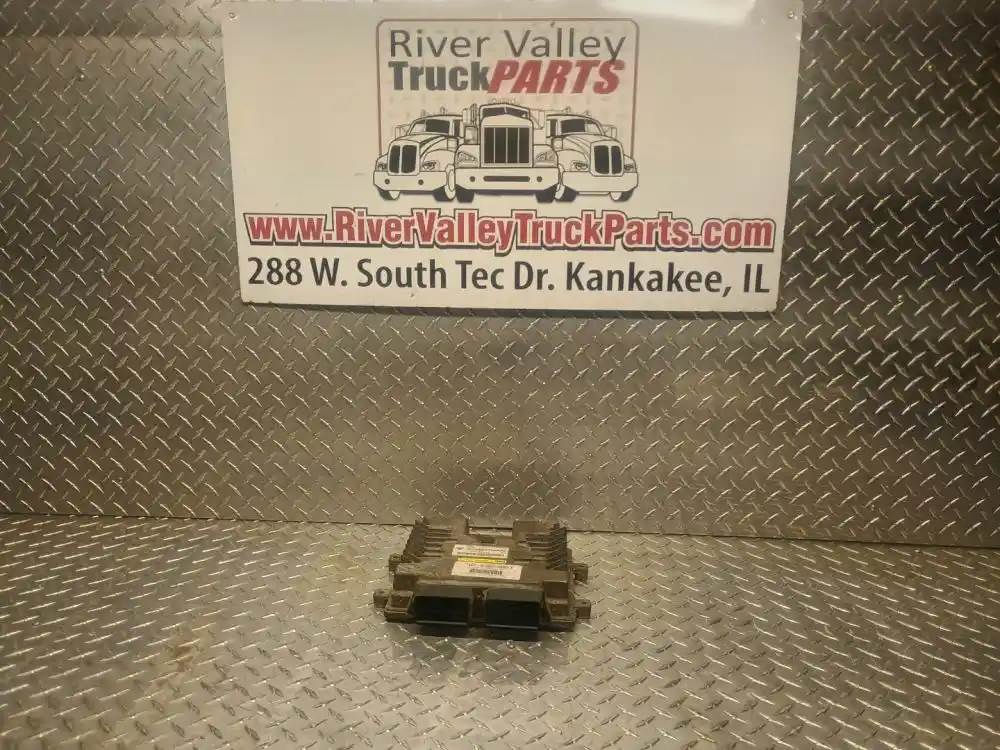 River Valley
TruckPARTS
www.RiverValleyTruckParts.com
288 W. South Tec Dr. Kankakee, IL